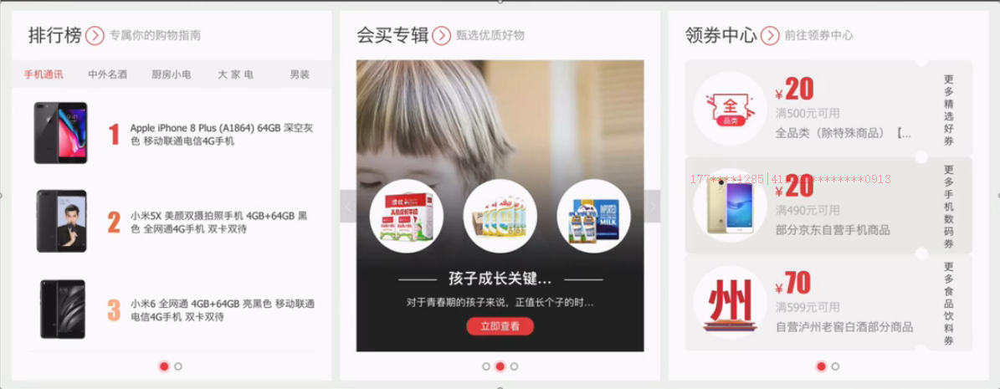 排行榜
专属你的购物指南
手机通讯 中外名酒 厨房小电 大 家 电 男装
1
Apple iPhone 8 Plus (A1864) 64GB 深空灰
色 移动联通电信4G手机
2
小米5X 美颜双摄拍照手机 4GB+64GB 黑
色 全网通4G手机 双卡双待
3
小米6 全网通 4GB+64GB 亮黑色 移动联通
电信4G手机 双卡双待
会买专辑
甄选优质好物
孩子成长关键...
对于青春期的孩子来说，正值长个子的时...
立即查看
领券中心
前往领券中心
全
品类
¥20
满500元可用
全品类（除特殊商品）【...
更多精选好券
¥20
满490元可用
部分京东自营手机商品
更多手机数码券
州
¥70
满599元可用
自营泸州老窖白酒部分商品
更多食品饮料券